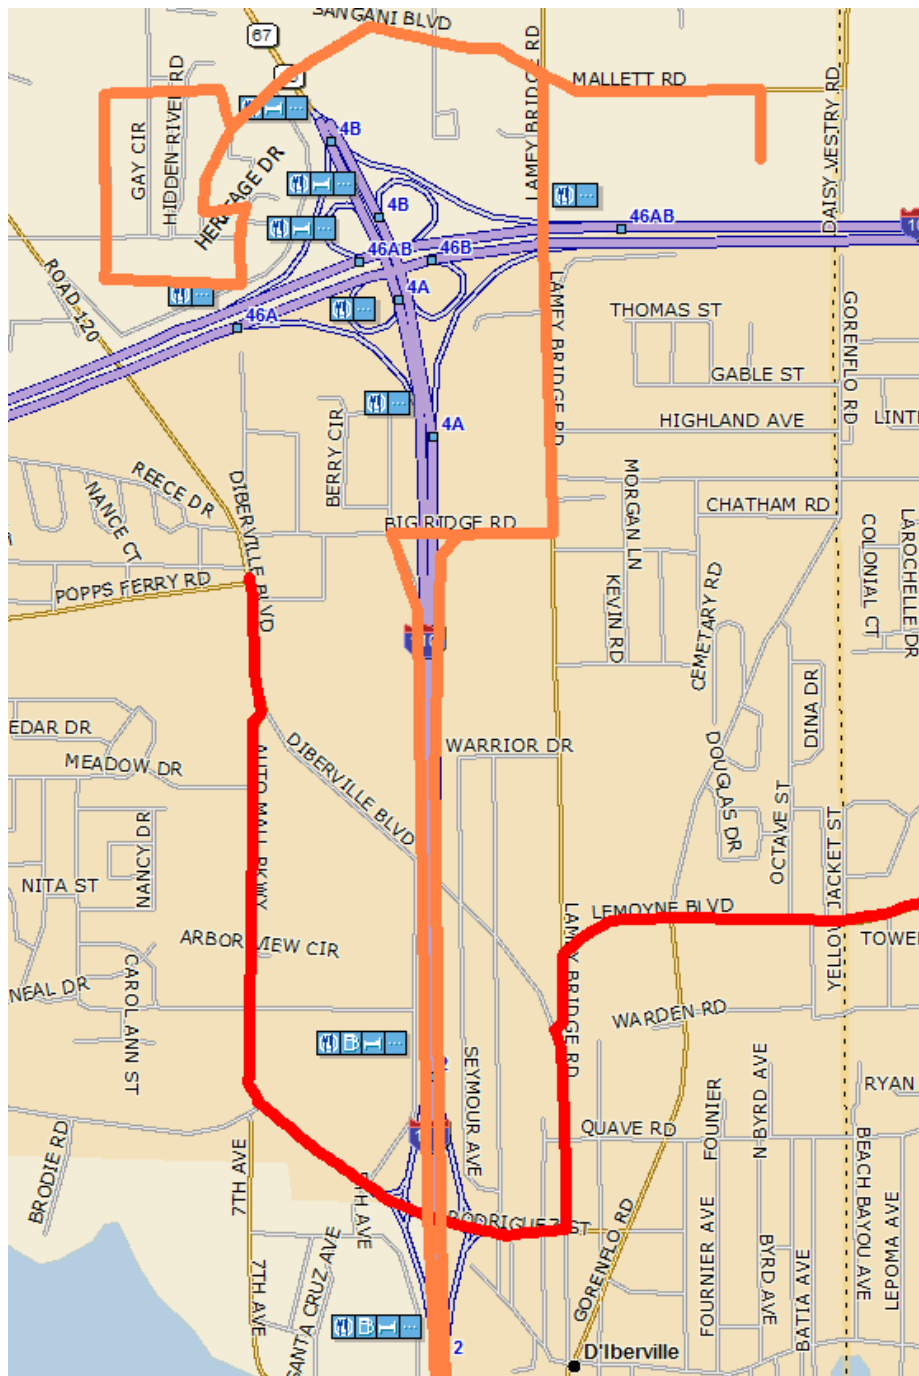 SANGANI BLVD
67
MALLETT RD
LAMEY BRIDGE RD
DAISY VESTRY RD
GAY CIR
HIDDEN RIVER RD
HERITAGE DR
4B
4B
46AB
46AB
46B
10
4A
46A
ROAD 120
LAMEY BRIDGE RD
THOMAS ST
GORENFLO RD
GABLE ST
HIGHLAND AVE
LINT
4A
BERRY CIR
REECE DR
NANCE CT
DIBERVILLE BLVD
BIG RIDGE RD
MORGAN LN
CHATHAM RD
COLONIAL CT
LAROCHELLE DR
POPPS FERRY RD
KEVIN RD
CEMETARY RD
EDAR DR
MEADOW DR
DIBERVILLE BLVD
WARRIOR DR
DINA DR
DOUGLAS DR
AUTO MALL PKWY
NANCY DR
OCTAVE ST
YELLOW JACKET ST
NITA ST
LEMOYNE BLVD
ARBOR VIEW CIR
LAMEY BRIDGE RD
TOWE
NEAL DR
CAROL ANN ST
WARDEN RD
SEYMOUR AVE
RYAN
QUAVE RD
FOURNIER
N BYRD AVE
BEACH BAYOU AVE
BRODIE RD
7TH AVE
RODRIGUEZ ST
GORENFLO RD
FOURNIER AVE
BYRD AVE
BATIA AVE
LEPOMA AVE
7TH AVE
SANTA CRUZ AVE
2
D'Iberville